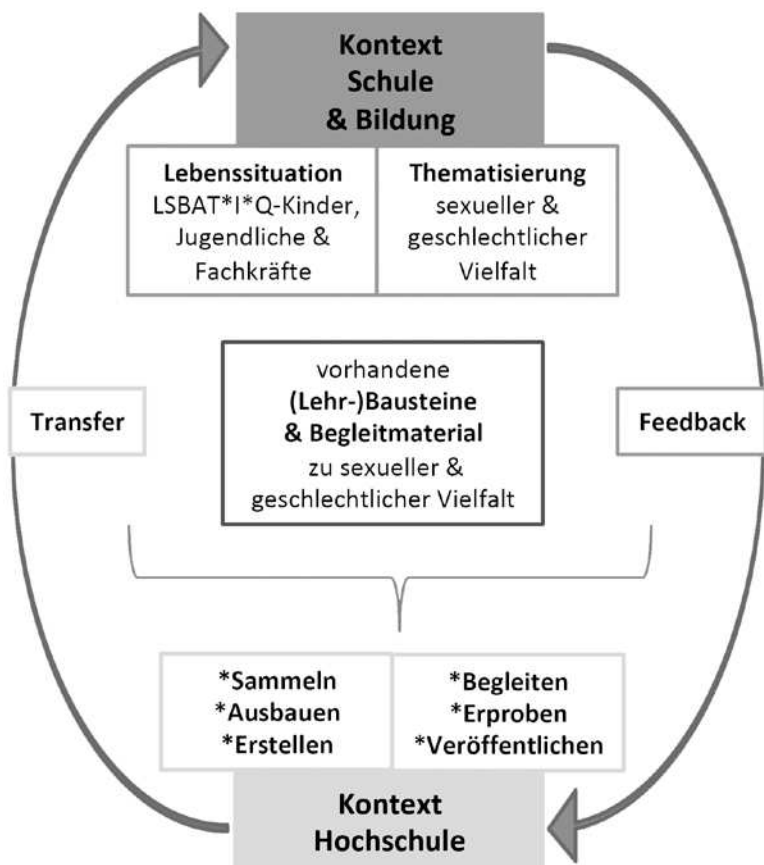 Kontext
Schule
& Bildung
Lebenssituation
LSBAT*I*Q-Kinder,
Jugendliche &
Fachkräfte
Thematisierung
sexueller &
geschlechtlicher
Vielfalt
Transfer
vorhandene
(Lehr-)Bausteine
& Begleitmaterial
zu sexueller &
geschlechtlicher Vielfalt
Feedback
*Sammeln
*Ausbauen
*Erstellen
*Begleiten
*Erproben
*Veröffentlichen
Kontext
Hochschule